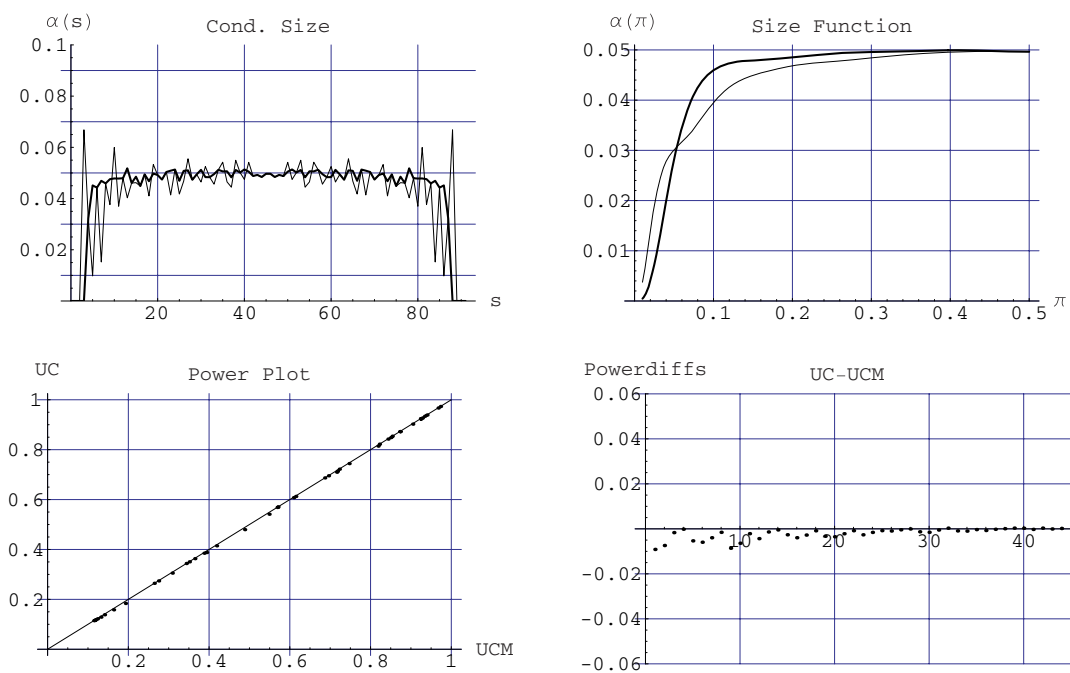 α(s)
Cond. Size
0.1
0.08
0.06
0.04
0.02
20 40 60 80
s
α(π)
Size Function
0.05
0.04
0.03
0.02
0.01
0.1 0.2 0.3 0.4 0.5
π
UC
Power Plot
1
0.8
0.6
0.4
0.2
0.2 0.4 0.6 0.8 1
UCM
Powerdiffs
UC-UCM
0.06
0.04
0.02
10 20 30 40
-0.02
-0.04
-0.06